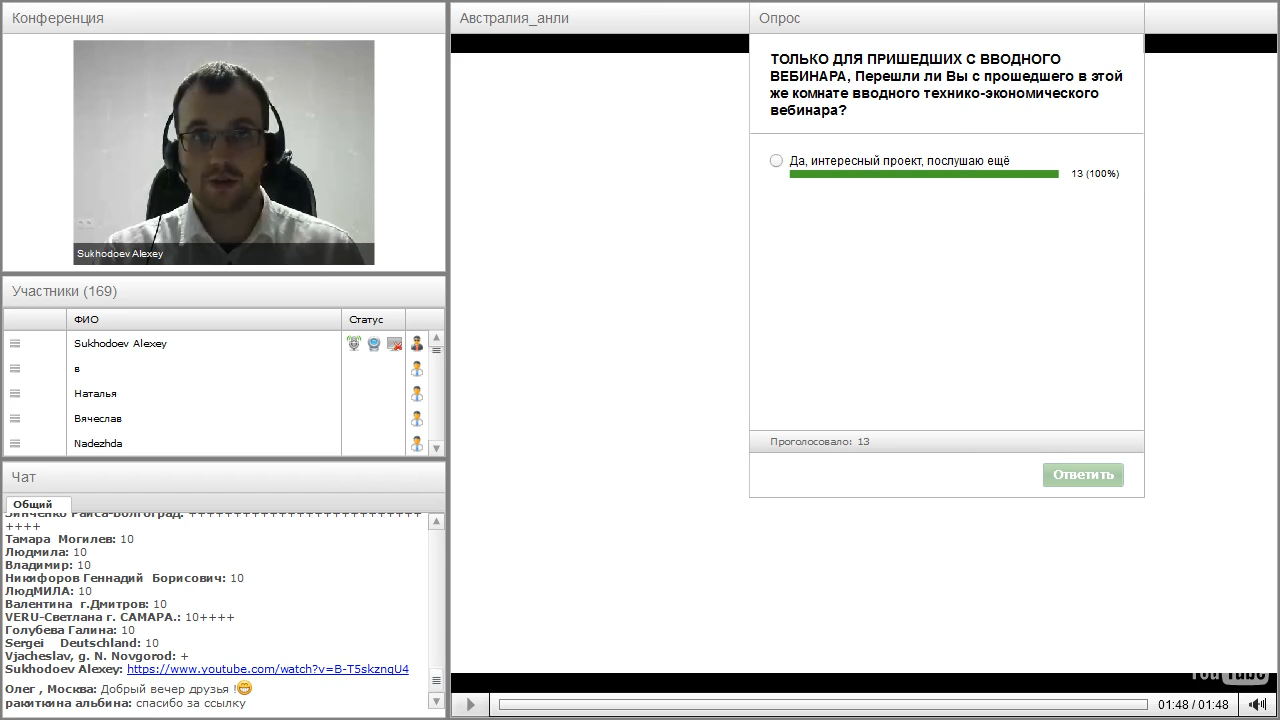 Конференция
Sukhodoev Alexey
Участники (169)
ФИО
Статус
Sukhodoev Alexey
в
Наталья
Вячеслав
Nadezhda
Чат
Общий
Зинченко Раиса-Волгоград: ++++++++++++++++++++++++++
++++
Тамара Могилев: 10
Людмила: 10
Владимир: 10
Никифоров Геннадий Борисович: 10
ЛюдМИЛА: 10
Валентина г.Дмитров: 10
VERU-Светлана г. САМАРА.: 10++++
Голубева Галина: 10
Sergei Deutschland: 10
Vjacheslav, g. N. Novgorod: +
Sukhodoev Alexey: https://www.youtube.com/watch?v=B-T5skznqU4
Олег , Москва: Добрый вечер друзья !
ракиткина альбина: спасибо за ссылку
Австралия_анли
Опрос
ТОЛЬКО ДЛЯ ПРИШЕДШИХ С ВВОДНОГО
ВЕБИНАРА, Перешли ли Вы с прошедшего в этой
же комнате вводного технико-экономического
вебинара?
Да, интересный проект, послушаю ещё
13 (100%)
Проголосовало: 13
Ответить
YouTube
01:48 / 01:48